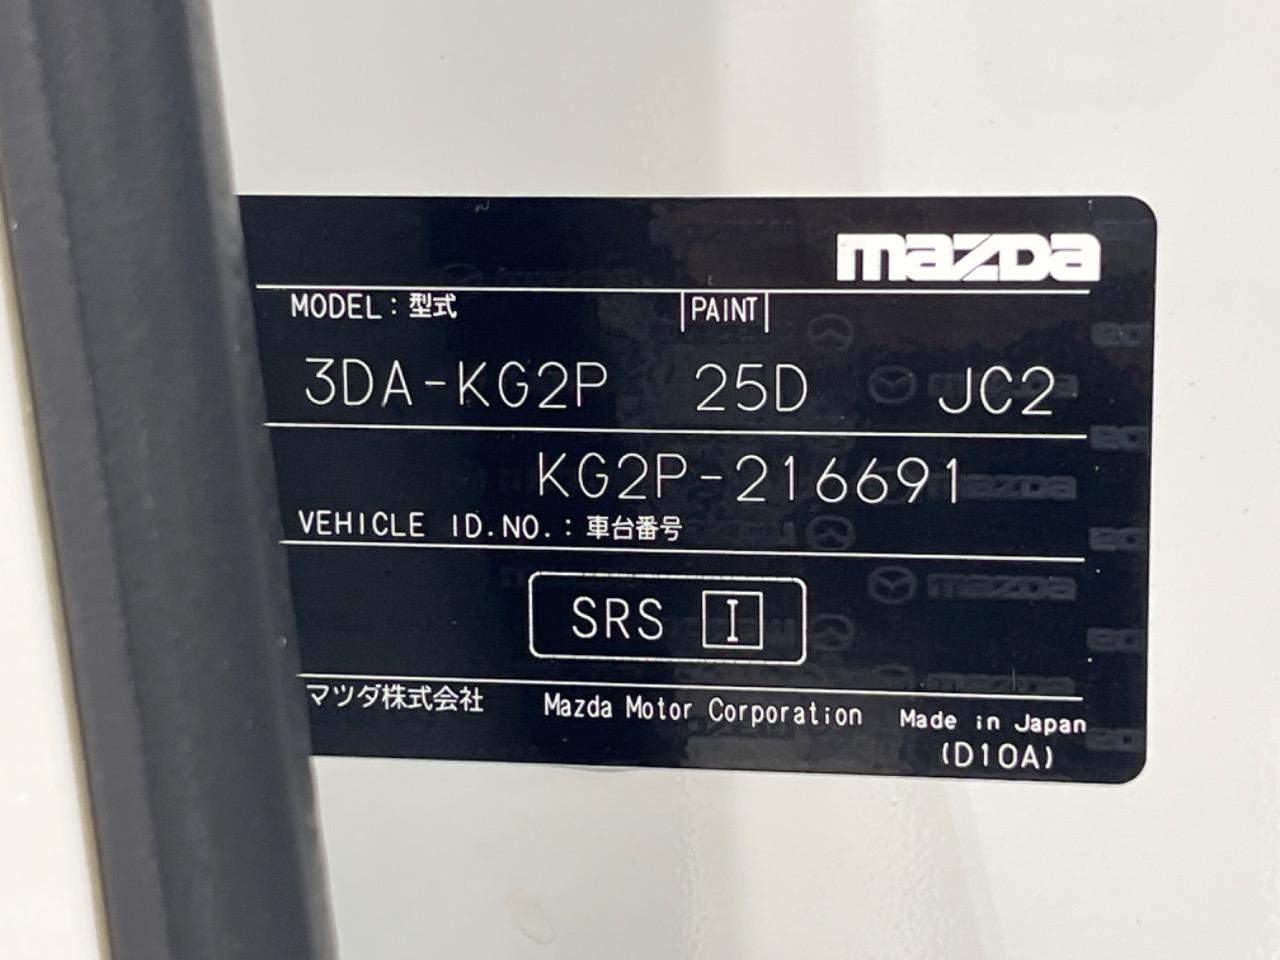 mazda
MODEL : 型式 PAINT
3DA-KG2P 25D JC2
KG2P-216691
VEHICLE ID.NO. : 車台番号
SRS I
マツダ株式会社 Mazda Motor Corporation Made in Japan
(D10A)